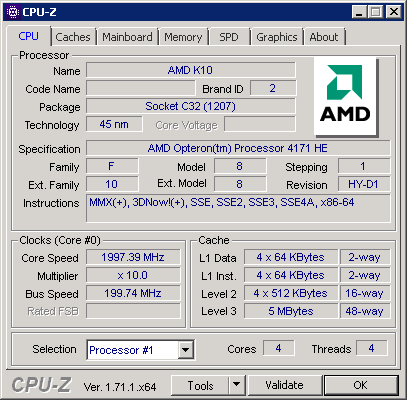 CPU-Z
CPU Caches Mainboard Memory SPD Graphics About
Processor
Name AMD K10
Code Name Brand ID 2
Package Socket C32 (1207)
Technology 45 nm Core Voltage
AMD
Specification AMD Opteron(tm) Processor 4171 HE
Family F Model 8 Stepping 1
Ext. Family 10 Ext. Model 8 Revision HY-D1
Instructions MMX(+), 3DNow!(+), SSE, SSE2, SSE3, SSE4A, x86-64
Clocks (Core #0) Cache
Core Speed 1997.39 MHz L1 Data 4 x 64 KBytes 2-way
Multiplier x 10.0 L1 Inst. 4 x 64 KBytes 2-way
Bus Speed 199.74 MHz Level 2 4 x 512 KBytes 16-way
Rated FSB Level 3 5 MBytes 48-way
Selection Processor #1 Cores 4 Threads 4
CPU-Z Ver. 1.71.1.x64 Tools Validate OK